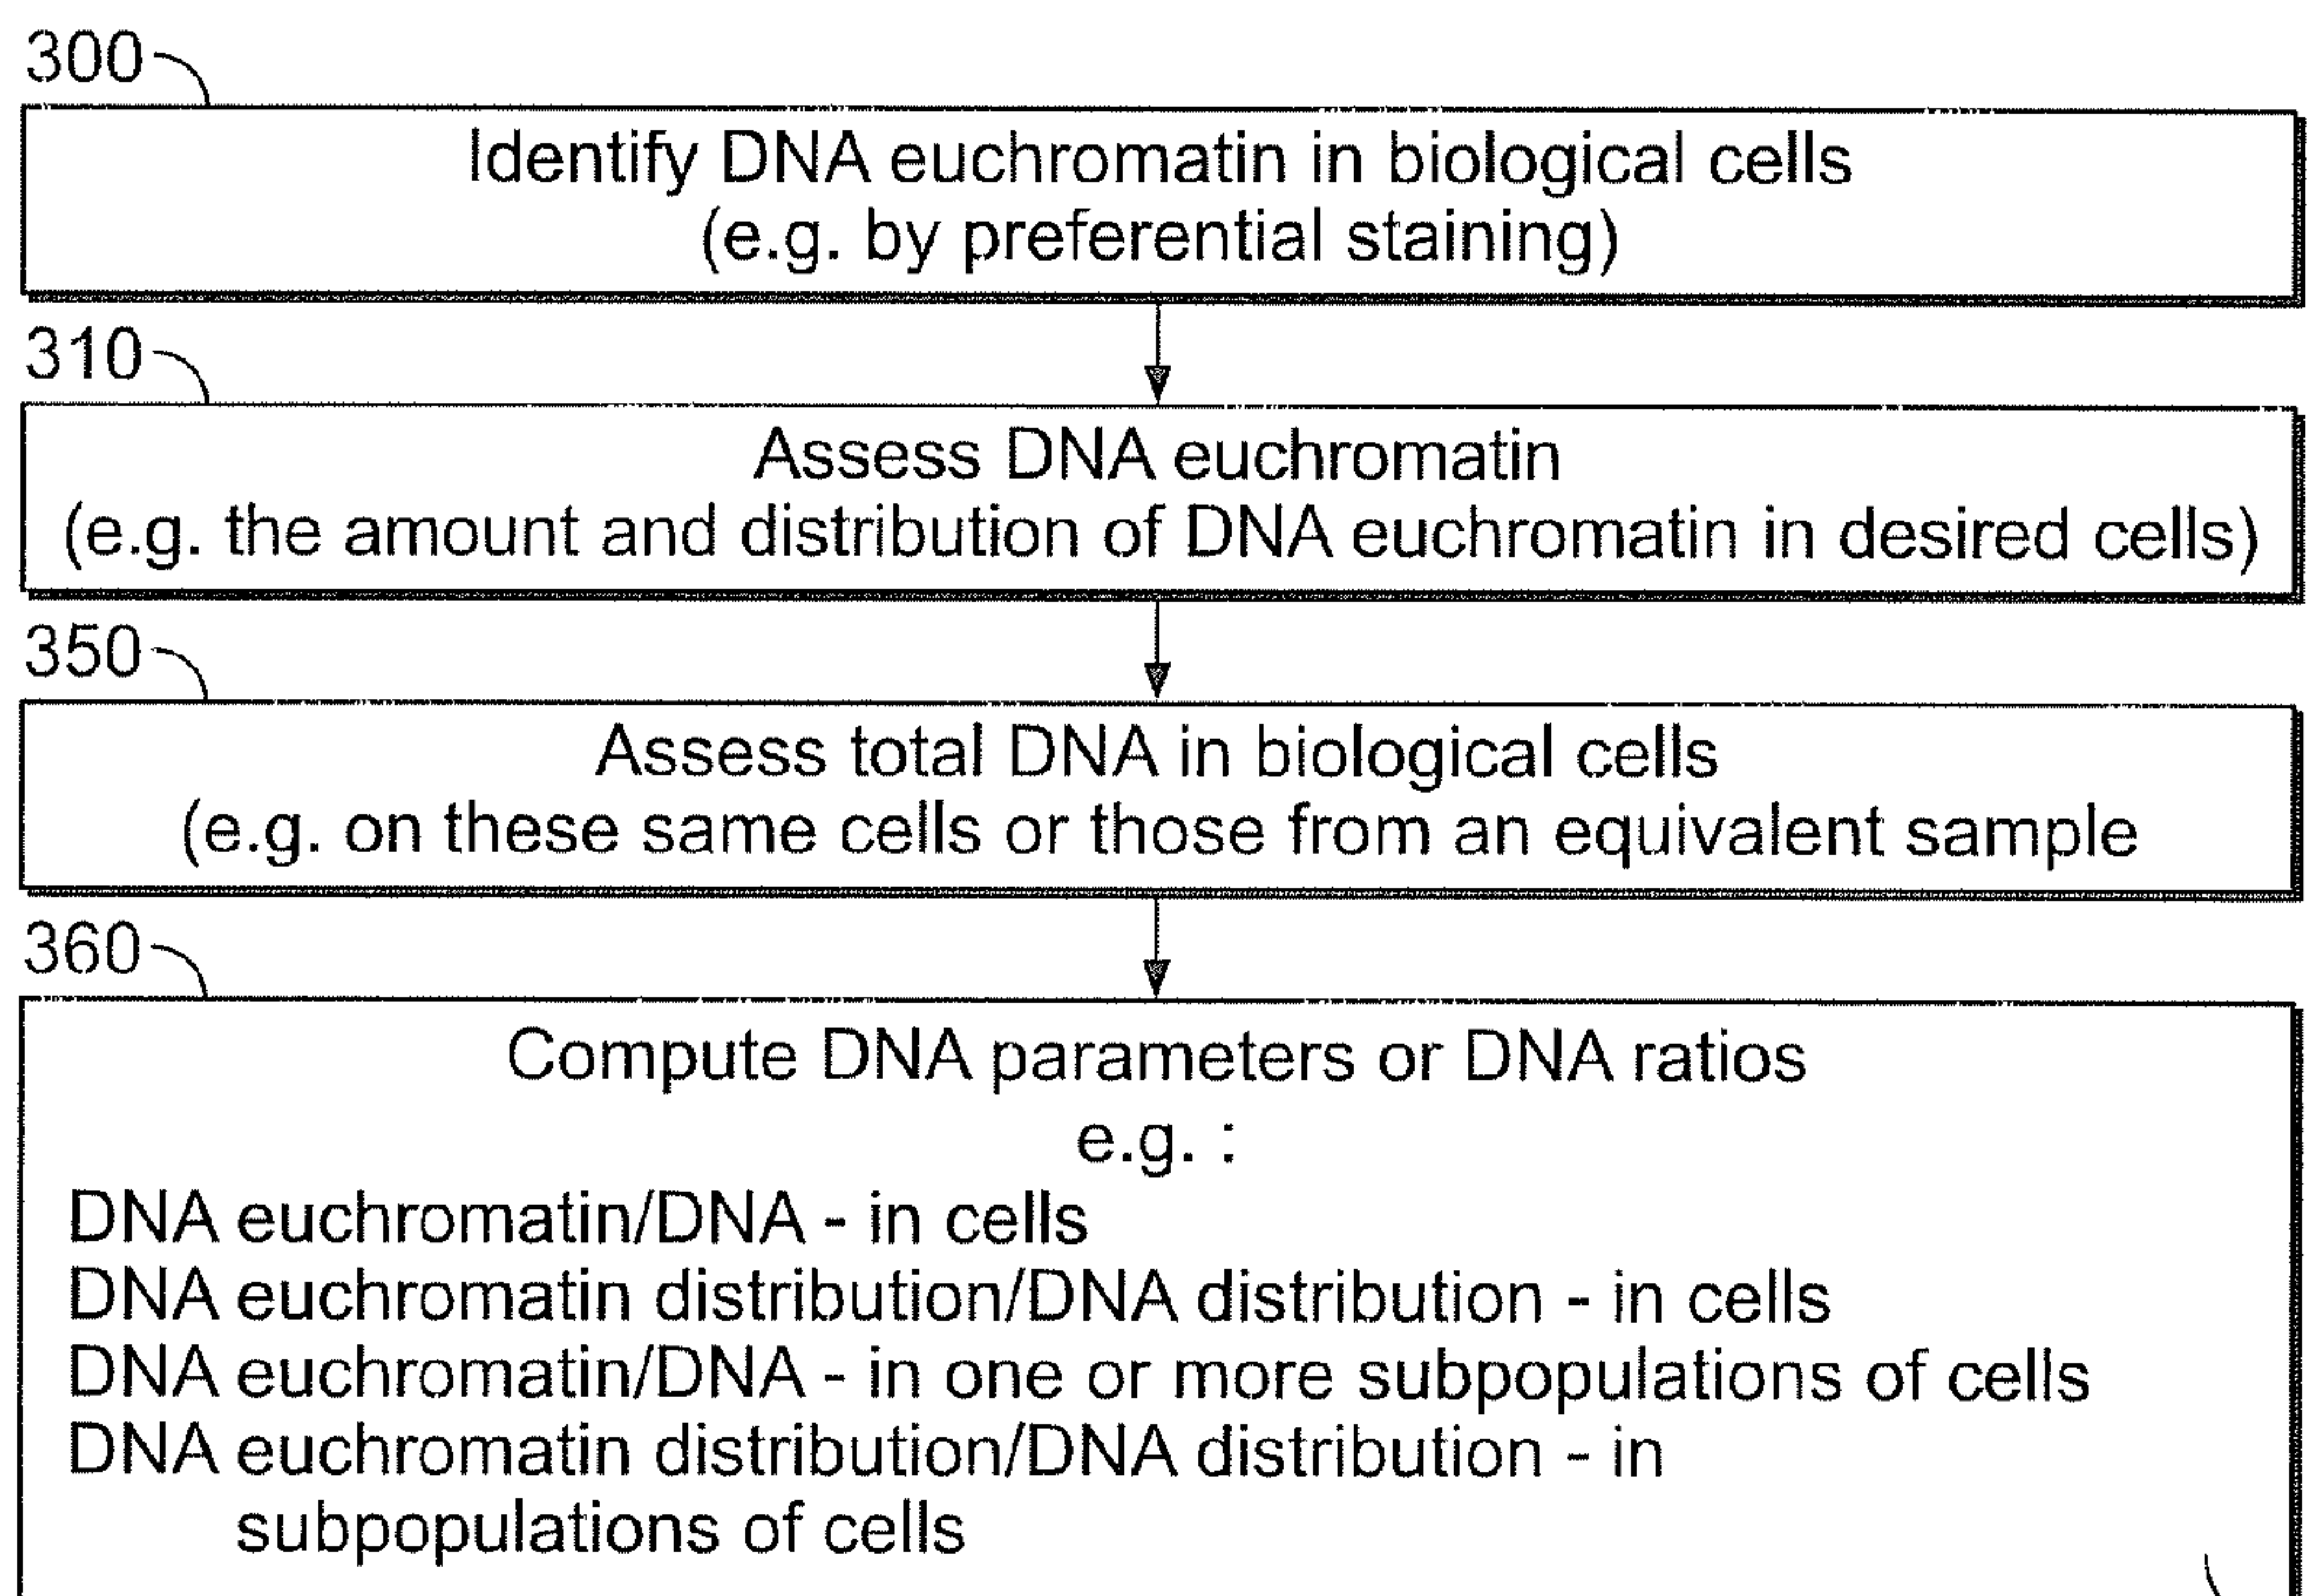 300
Identify DNA euchromatin in biological cells
(e.g. by preferential staining)
310
Assess DNA euchromatin
(e.g. the amount and distribution of DNA euchromatin in desired cells)
350
Assess total DNA in biological cells
(e.g. on these same cells or those from an equivalent sample
360
Compute DNA parameters or DNA ratios
e.g. :
DNA euchromatin/DNA - in cells
DNA euchromatin distribution/DNA distribution - in cells
DNA euchromatin/DNA - in one or more subpopulations of cells
DNA euchromatin distribution/DNA distribution - in
subpopulations of cells